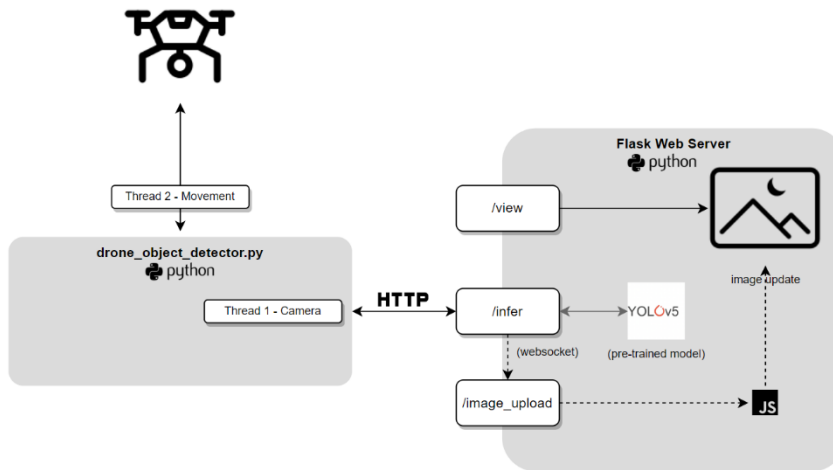 Thread 2 - Movement
drone_object_detector.py
python
Thread 1 - Camera
HTTP
Flask Web Server
python
/view
/infer
YOLOv5
(pre-trained model)
(websocket)
/image_upload
image update
JS